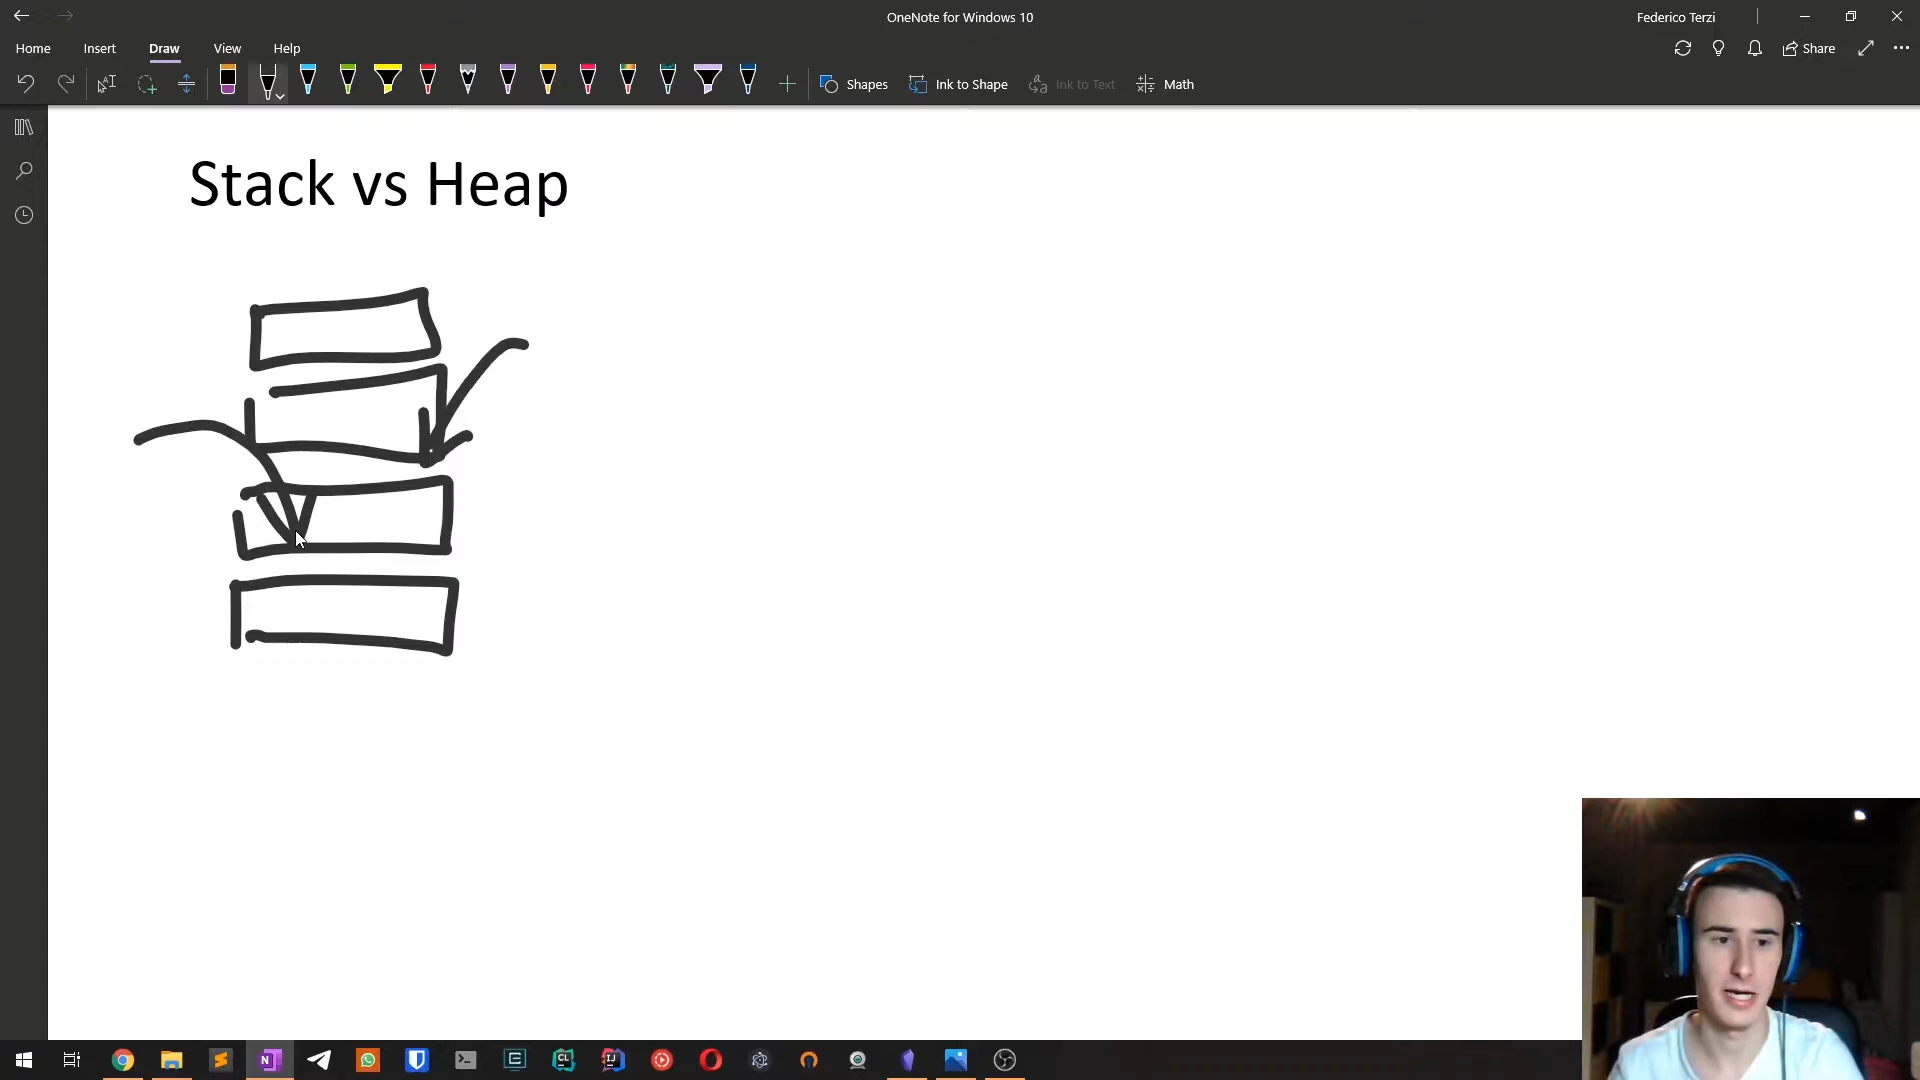 OneNote for Windows 10
Federico Terzi
Home Insert Draw View Help
Share
Shapes Ink to Shape Ink to Text Math
Stack vs Heap